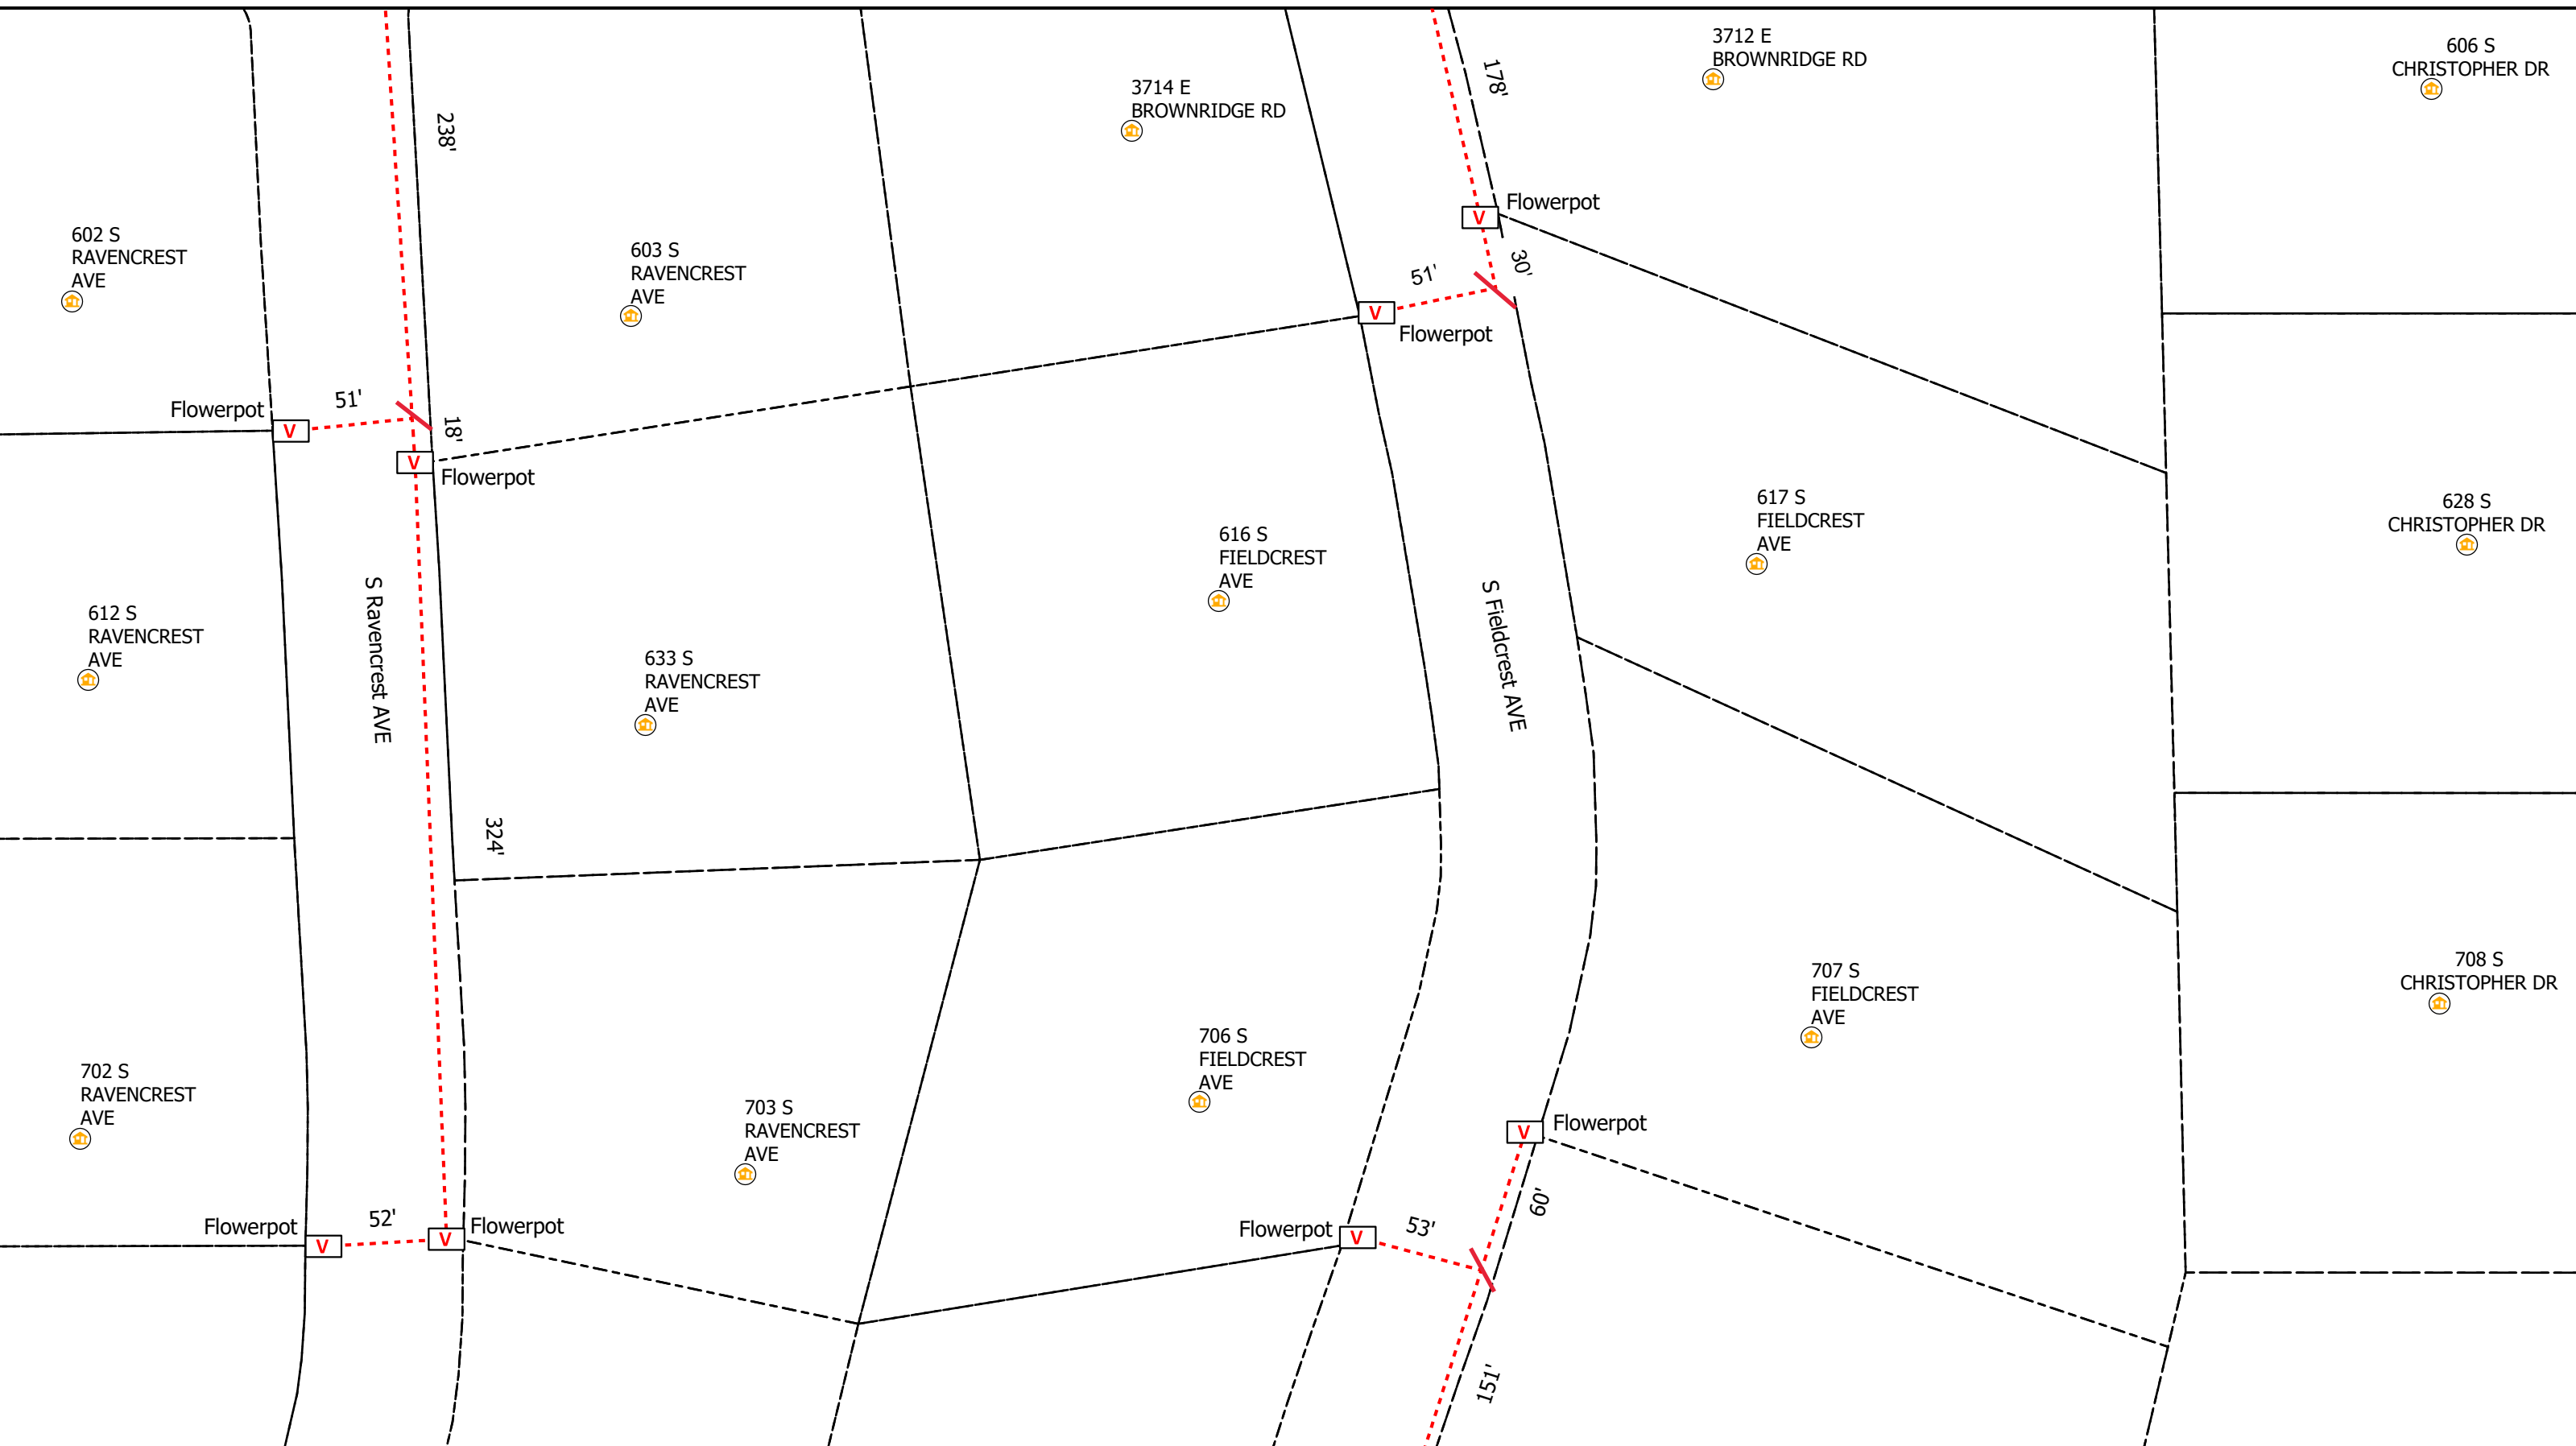 3712 E
BROWNRIDGE RD
606 S
CHRISTOPHER DR
178'
3714 E
BROWNRIDGE RD
238'
Flowerpot
V
602 S
RAVENCREST
AVE
603 S
RAVENCREST
AVE
30'
51'
V
Flowerpot
51'
Flowerpot
V
18'
V
Flowerpot
617 S
FIELDCREST
AVE
628 S
CHRISTOPHER DR
616 S
FIELDCREST
AVE
S Ravencrest AVE
S Fieldcrest AVE
612 S
RAVENCREST
AVE
633 S
RAVENCREST
AVE
324'
707 S
FIELDCREST
AVE
708 S
CHRISTOPHER DR
706 S
FIELDCREST
AVE
702 S
RAVENCREST
AVE
703 S
RAVENCREST
AVE
V
Flowerpot
60'
Flowerpot
V
52'
V
Flowerpot
Flowerpot
V
53'
151'